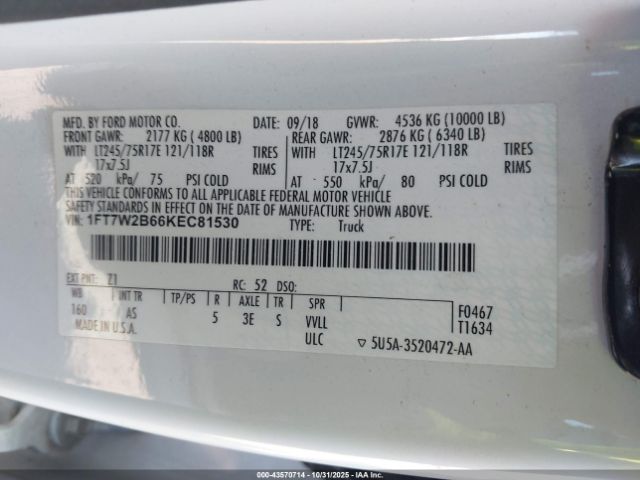 MFD. BY FORD MOTOR CO. DATE: 09/18 GVWR: 4536 KG (10000 LB)
FRONT GAWR: 2177 KG (4800 LB) REAR GAWR: 2876 KG (6340 LB)
WITH LT245/75R17E 121/118R TIRES WITH LT245/75R17E 121/118R TIRES
17x7.5J RIMS 17x7.5J RIMS
AT 520 kPa/ 75 PSI COLD AT 550 kPa/ 80 PSI COLD
THIS VEHICLE CONFORMS TO ALL APPLICABLE FEDERAL MOTOR VEHICLE
SAFETY STANDARDS IN EFFECT ON THE DATE OF MANUFACTURE SHOWN ABOVE.
VIN: 1FT7W2B66KEC81530 TYPE: Truck
EXT PNT: Z1 RC: 52 DSO:
WB INT TR TP/PS R AXLE TR SPR
160 AS 5 3E S VVLL
ULC
F0467
T1634
MADE IN U.S.A. ▽ 5U5A-3520472-AA
000-43570714 - 10/31/2025 - IAAI.COM